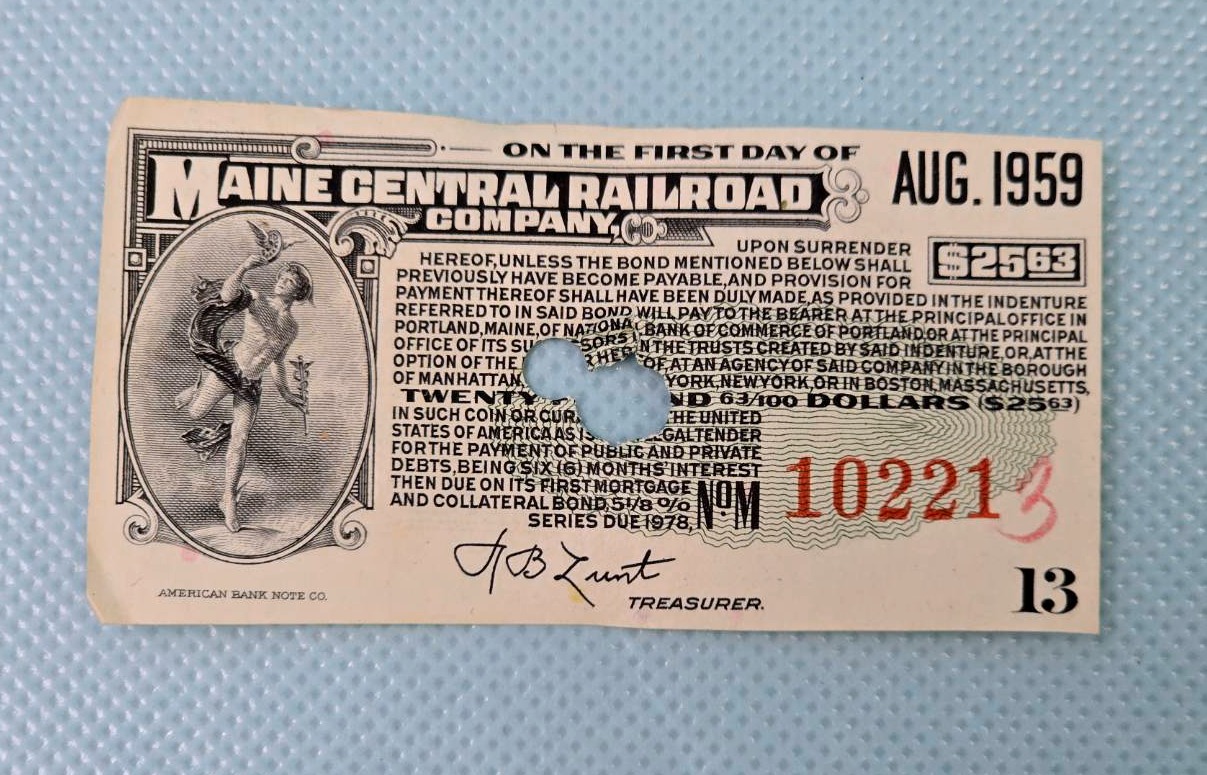 ON THE FIRST DAY OF
AUG. 1959
MAINE CENTRAL RAILROAD
COMPANY,
UPON SURRENDER
$25 63
HEREOF, UNLESS THE BOND MENTIONED BELOW SHALL
PREVIOUSLY HAVE BECOME PAYABLE, AND PROVISION FOR
PAYMENT THEREOF SHALL HAVE BEEN DULY MADE, AS PROVIDED IN THE INDENTURE
REFERRED TO IN SAID BOND WILL PAY TO THE BEARER AT THE PRINCIPAL OFFICE IN
PORTLAND, MAINE, OF NATIONAL BANK OF COMMERCE OF PORTLAND, OR AT THE PRINCIPAL
OFFICE OF ITS SU SSORS IN THE TRUSTS CREATED BY SAID INDENTURE, OR, AT THE
OPTION OF THE HERE OF, AT AN AGENCY OF SAID COMPANY IN THE BOROUGH
OF MANHATTAN YORK, NEW YORK, OR IN BOSTON, MASSACHUSETTS,
TWENTY ND 63/100 DOLLARS ($25 63)
IN SUCH COIN OR CUR HE UNITED
STATES OF AMERICA AS IS GAL TENDER
FOR THE PAYMENT OF PUBLIC AND PRIVATE
DEBTS, BEING SIX (6) MONTHS' INTEREST
THEN DUE ON ITS FIRST MORTGAGE
AND COLLATERAL BOND, 5 1/8 %
SERIES DUE 1978,
NO M 10221
3
A B Lunt
TREASURER.
AMERICAN BANK NOTE CO.
13